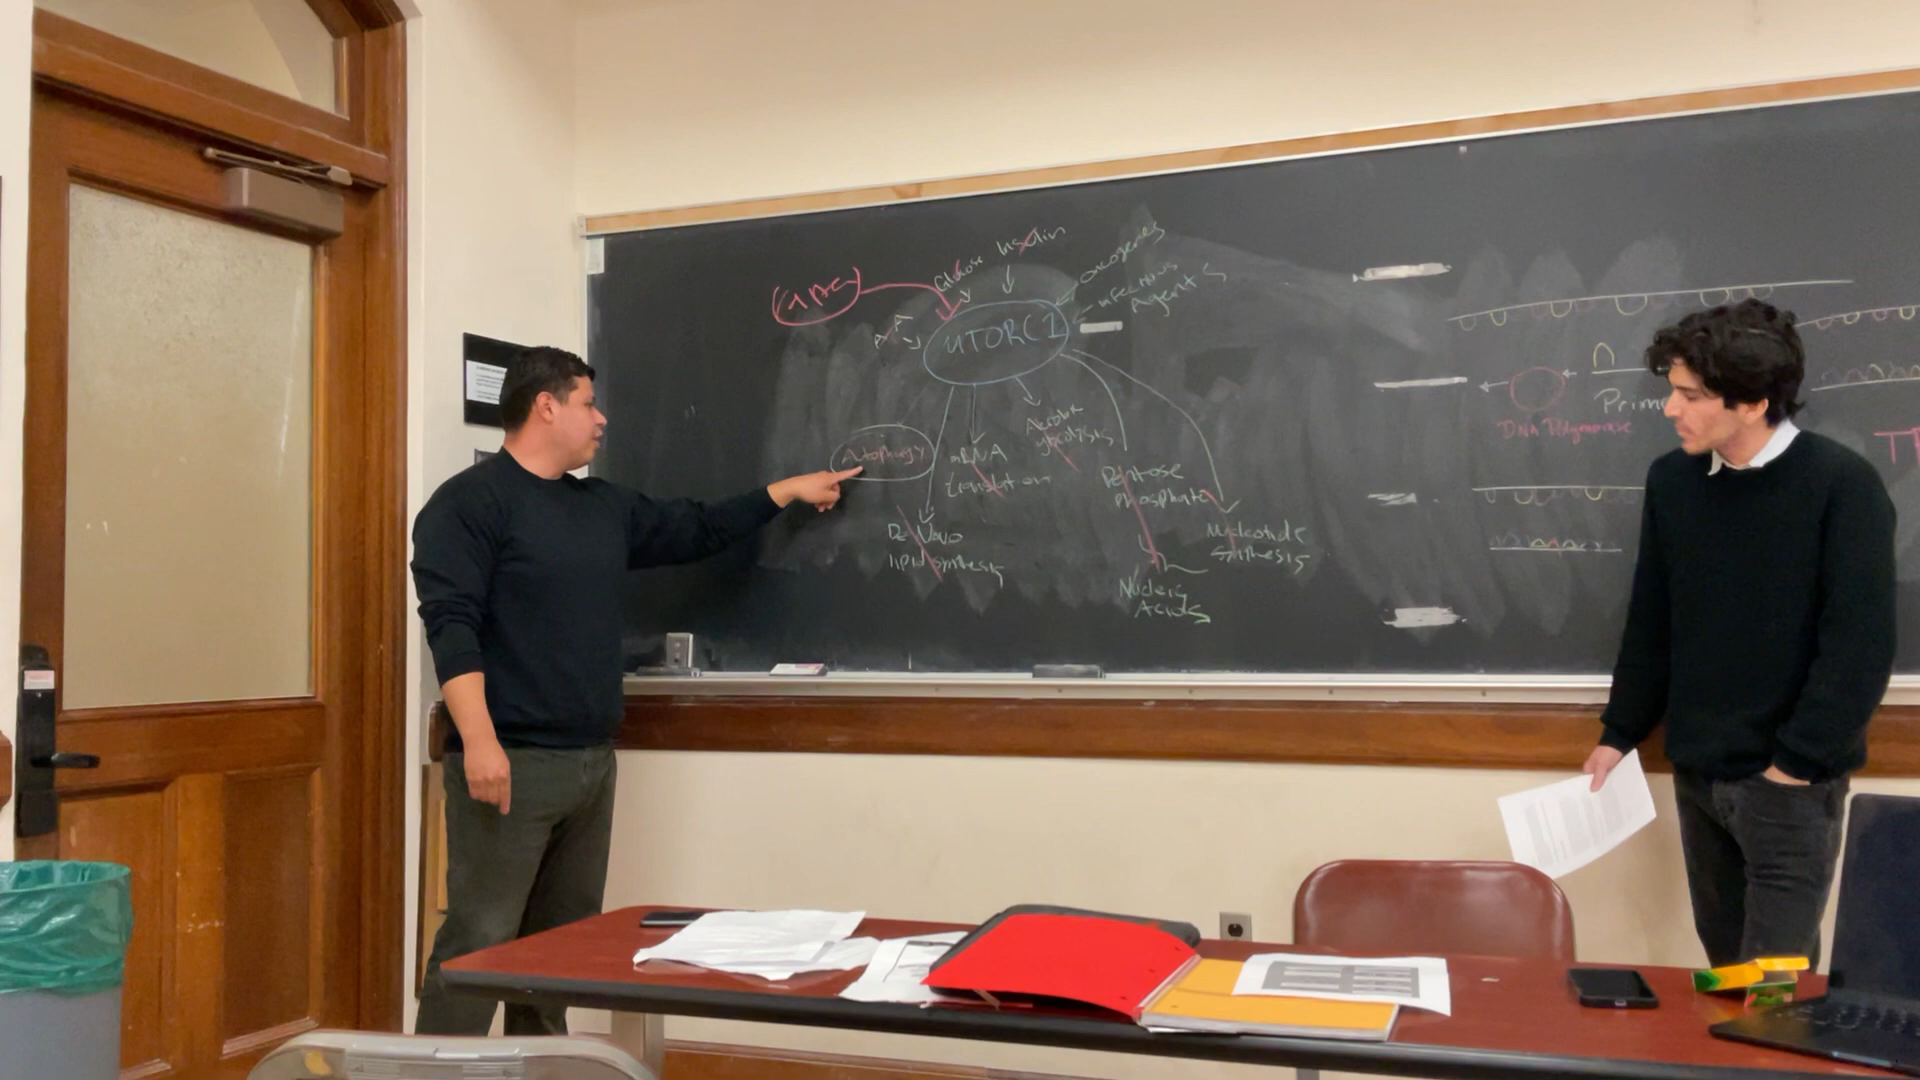 Insulin
Glucose
oncogenes
infectious
Agents
MTORC1
Autophagy
mRNA
translation
Aerobic
glycolysis
De Novo
lipid synthesis
Pentose
phosphate
Nucleotide
synthesis
Nucleic
Acids
Prime
DNA Polymerase